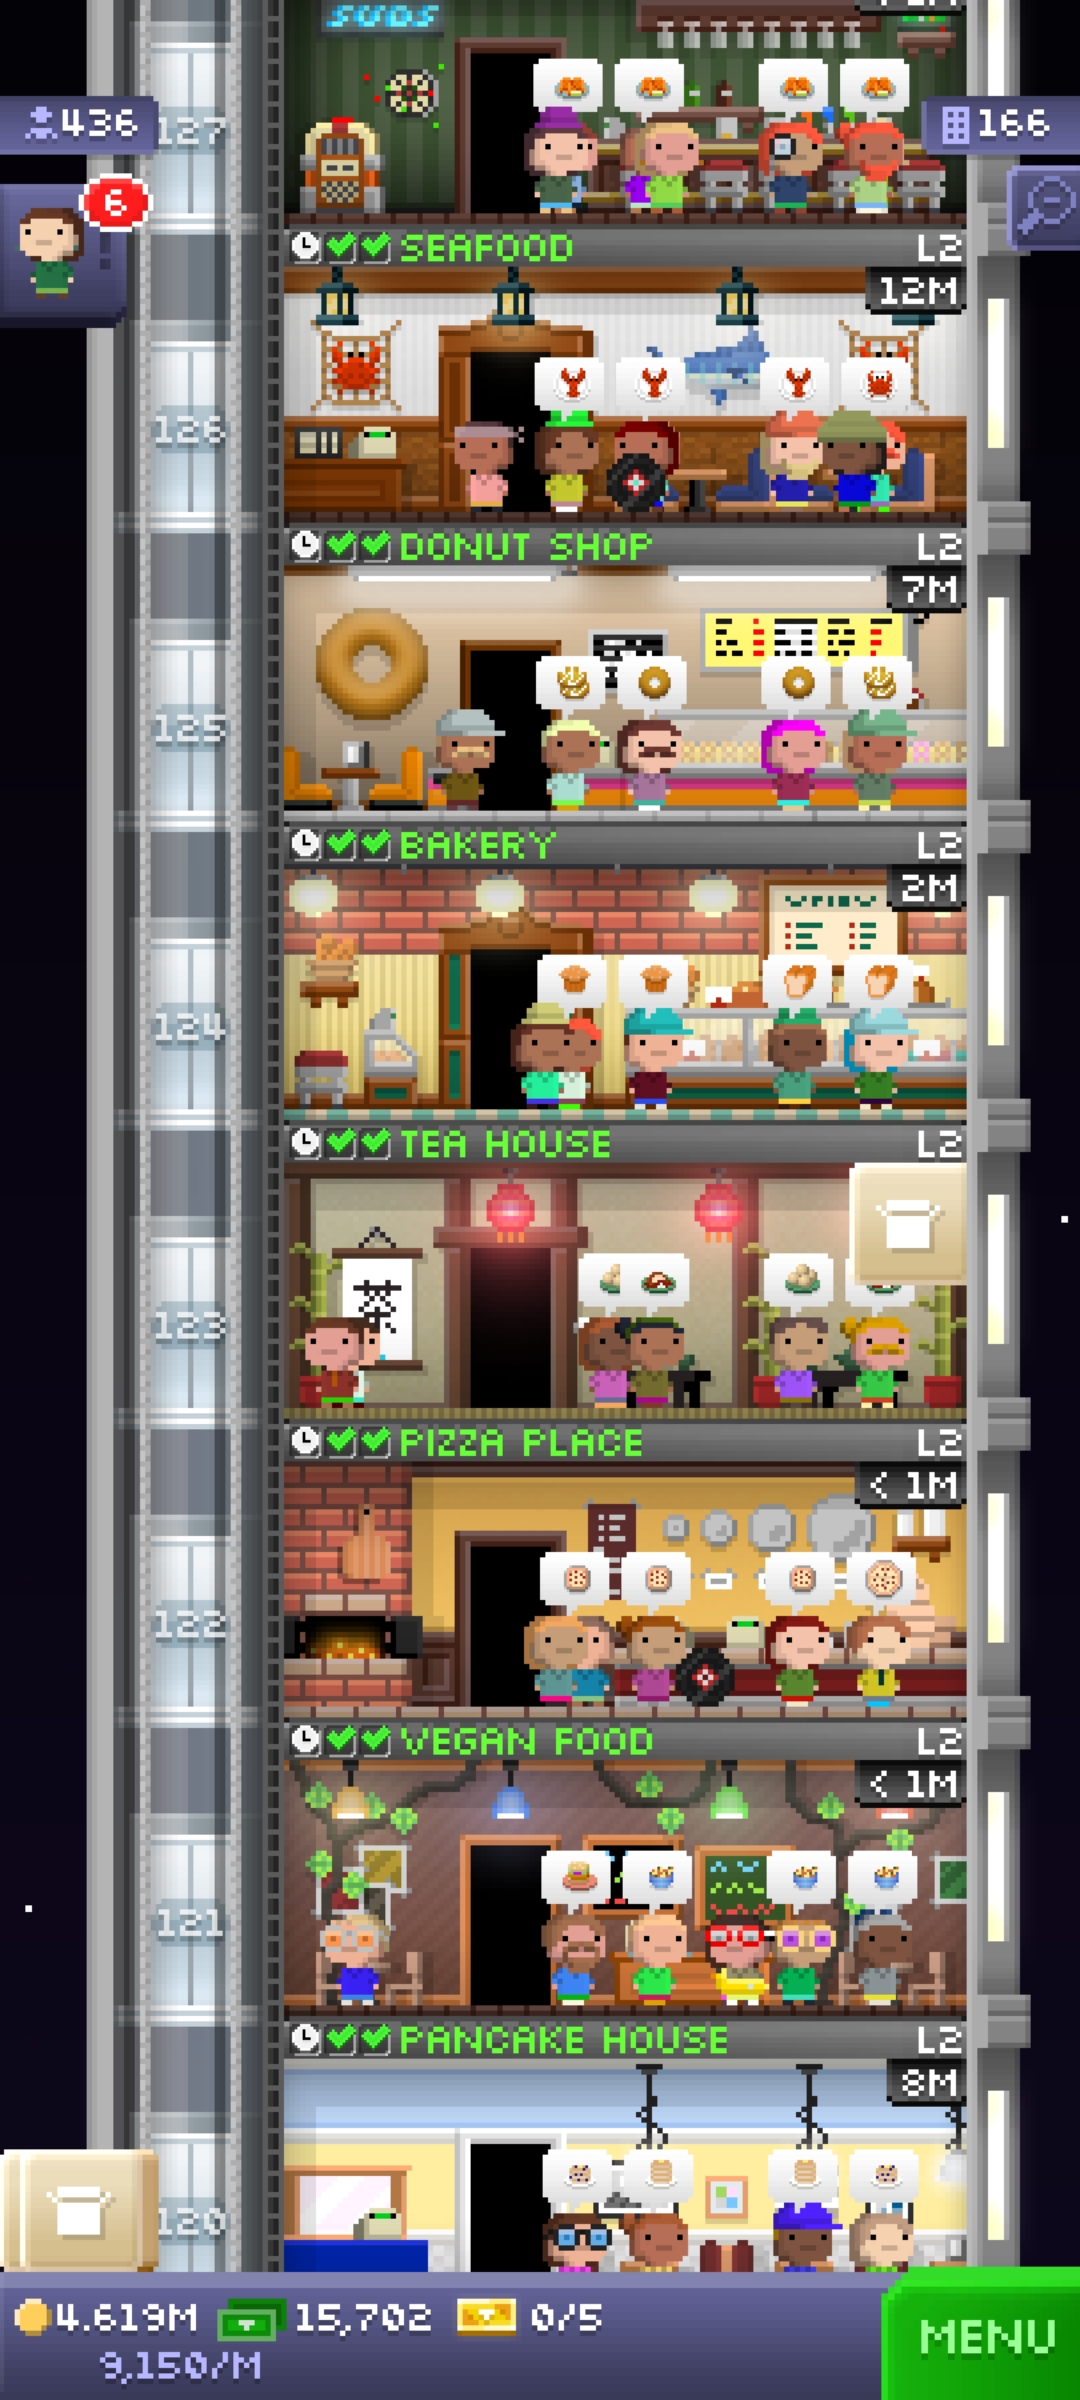 SUDS
436
127
166
6
SEAFOOD L2
12M
126
DONUT SHOP L2
7M
125
BAKERY L2
2M
124
TEA HOUSE L2
茶
123
PIZZA PLACE L2
< 1M
122
VEGAN FOOD L2
< 1M
121
PANCAKE HOUSE L2
8M
120
4.619M 15,702 0/5
9,150/M
MENU